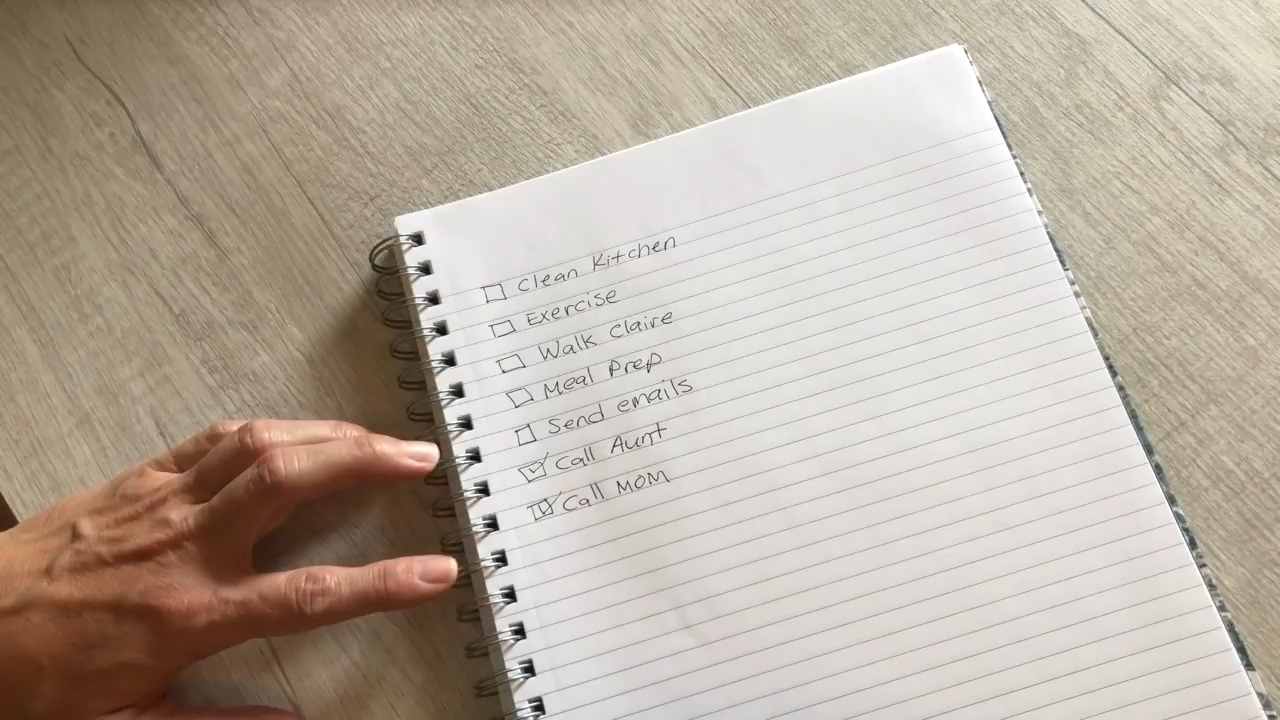 ☐ Clean Kitchen
☐ Exercise
☐ Walk Claire
☐ Meal Prep
☐ Send emails
☑ Call Aunt
☑ Call MOM